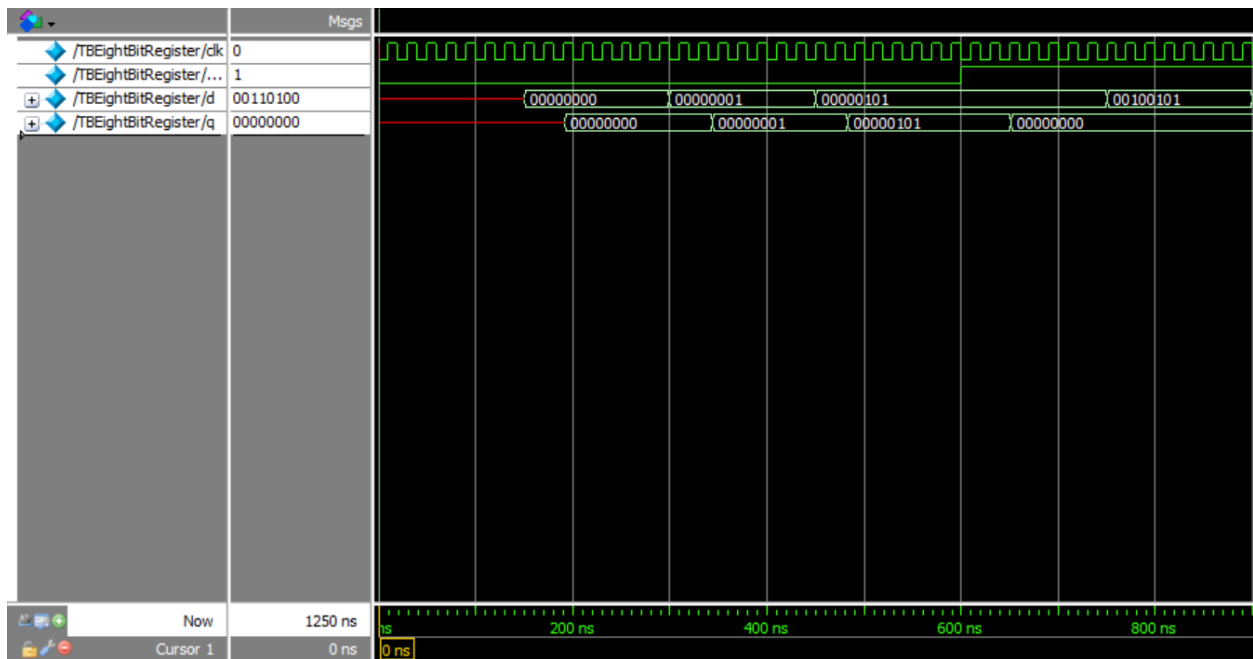 Msgs
/TBEightBitRegister/clk 0
/TBEightBitRegister/... 1
/TBEightBitRegister/d 00110100 00000000 00000001 00000101 00100101
/TBEightBitRegister/q 00000000 00000000 00000001 00000101 00000000
Now 1250 ns ns 200 ns 400 ns 600 ns 800 ns
Cursor 1 0 ns 0 ns